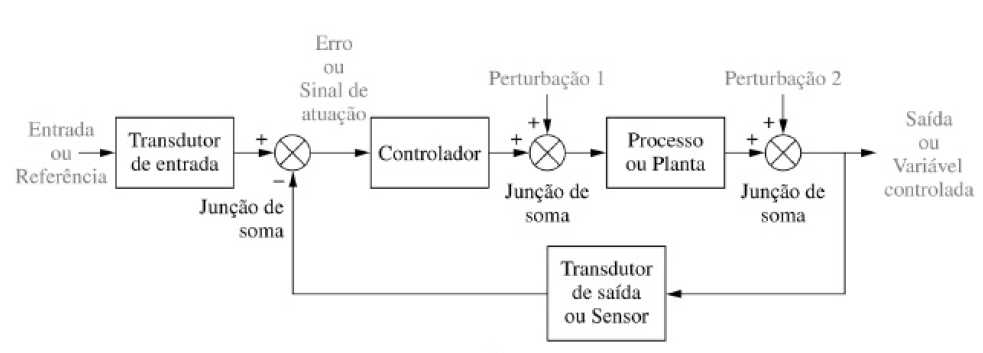 Erro
ou
Sinal de
atuação
Perturbação 1
Perturbação 2
Entrada
ou
Referência
Transdutor
de entrada
+
−
Junção de
soma
Controlador
+
+
Junção de
soma
Processo
ou Planta
+
+
Junção de
soma
Saída
ou
Variável
controlada
Transdutor
de saída
ou Sensor